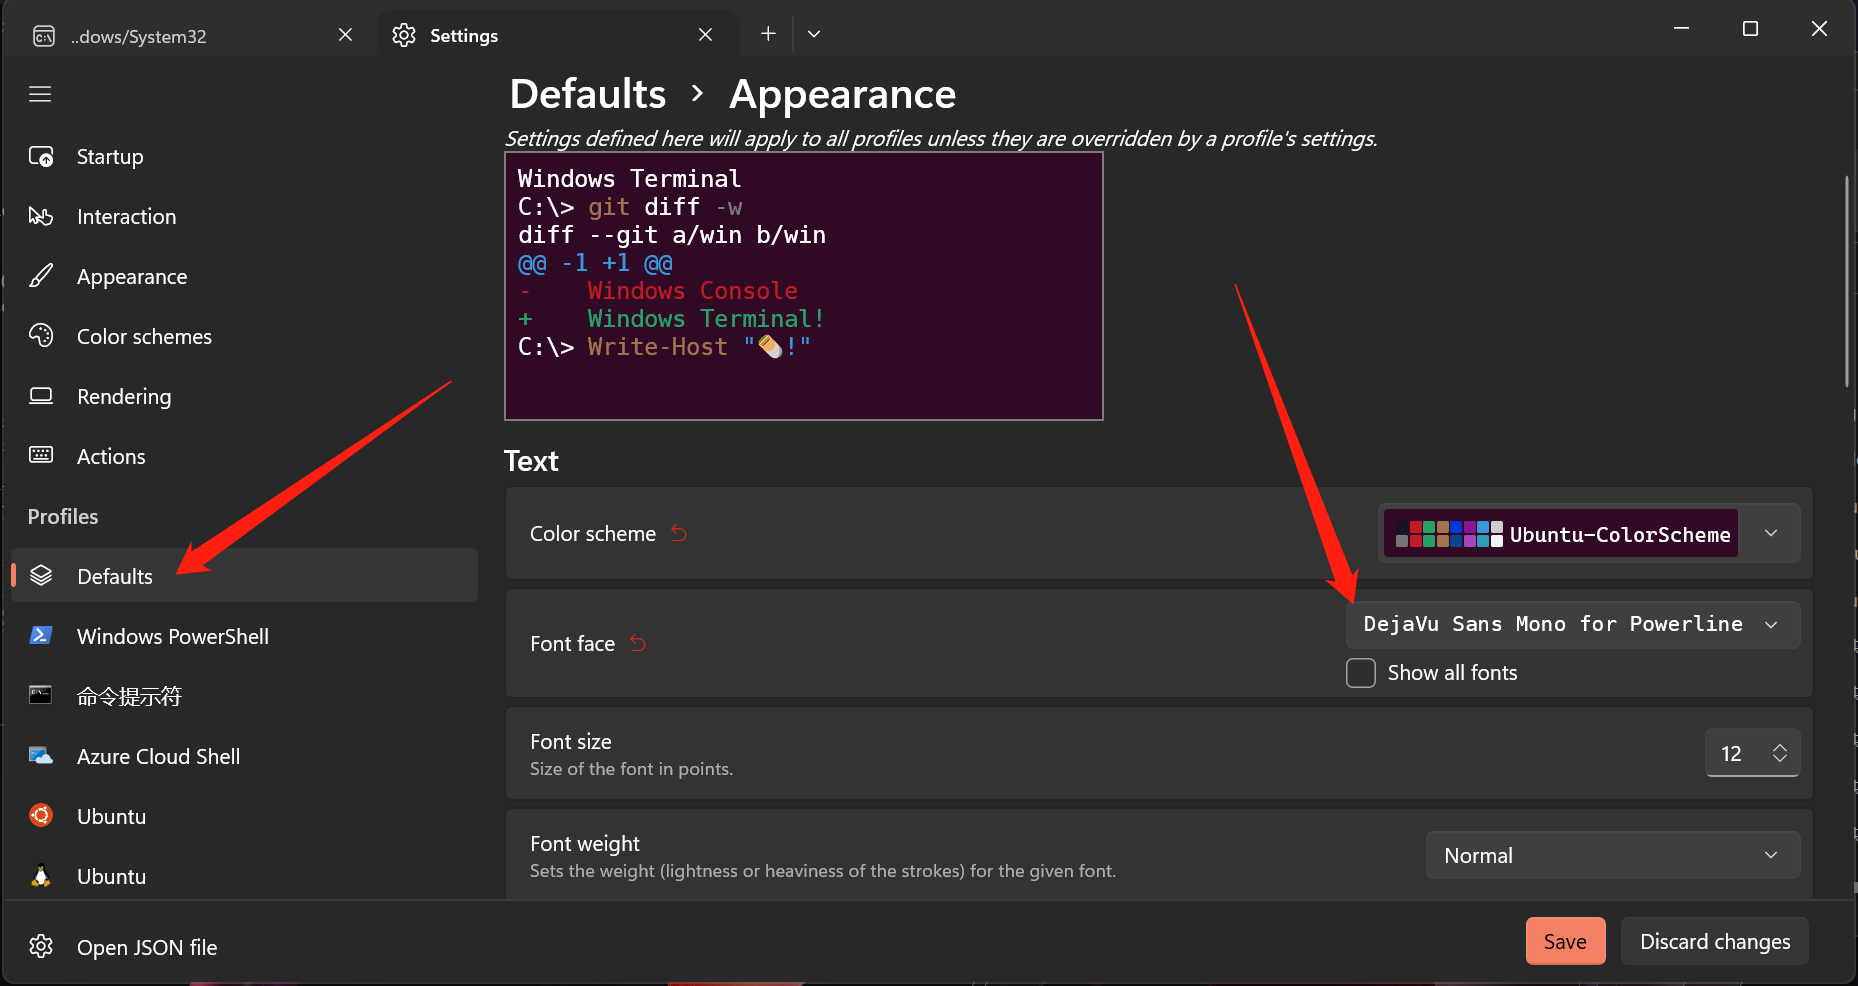 ..dows/System32
Settings
Startup
Interaction
Appearance
Color schemes
Rendering
Actions
Profiles
Defaults
Windows PowerShell
命令提示符
Azure Cloud Shell
Ubuntu
Ubuntu
Open JSON file
Defaults › Appearance
Settings defined here will apply to all profiles unless they are overridden by a profile's settings.
Windows Terminal
C:\> git diff -w
diff --git a/win b/win
@@ -1 +1 @@
-    Windows Console
+    Windows Terminal!
C:\> Write-Host "🌯!"
Text
Color scheme
Ubuntu-ColorScheme
Font face
DejaVu Sans Mono for Powerline
Show all fonts
Font size
Size of the font in points.
12
Font weight
Sets the weight (lightness or heaviness of the strokes) for the given font.
Normal
Save
Discard changes